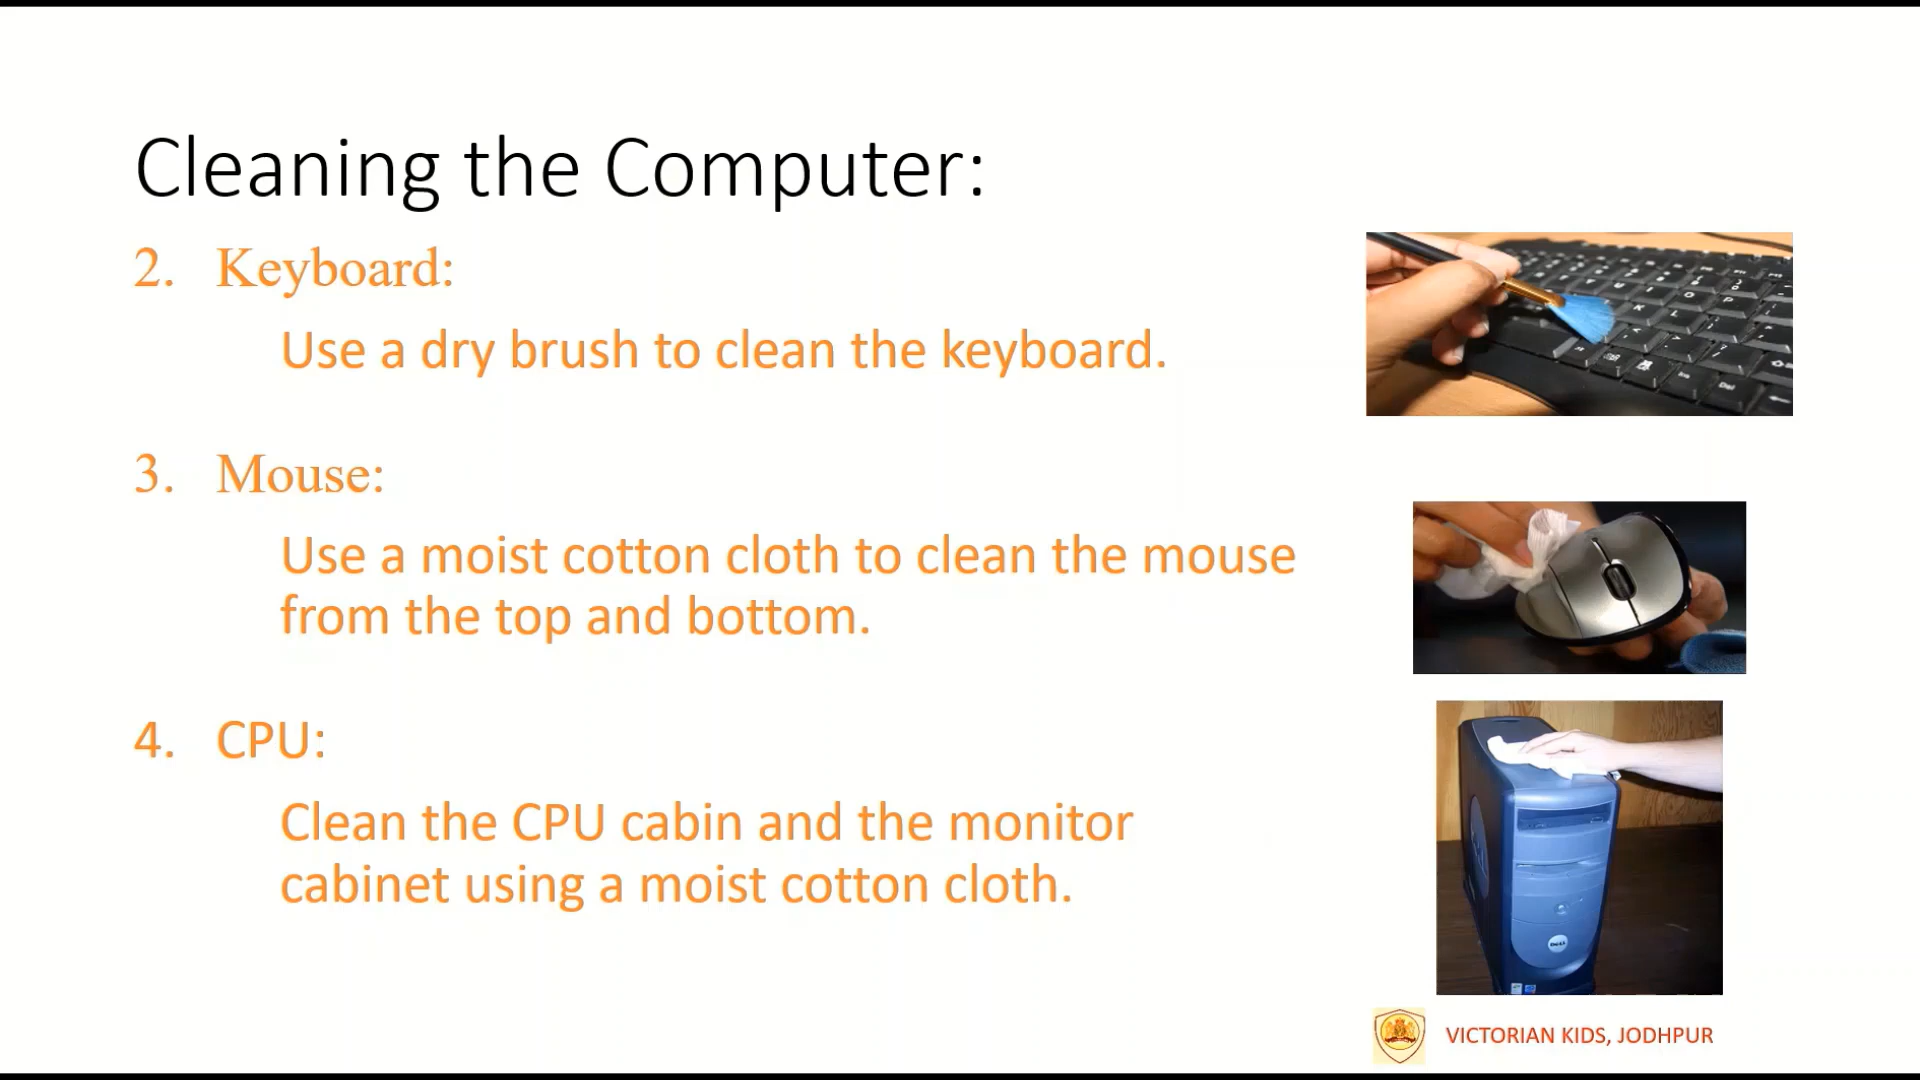 Cleaning the Computer:
2. Keyboard:
Use a dry brush to clean the keyboard.
3. Mouse:
Use a moist cotton cloth to clean the mouse
from the top and bottom.
4. CPU:
Clean the CPU cabin and the monitor
cabinet using a moist cotton cloth.
DELL
VICTORIAN KIDS, JODHPUR